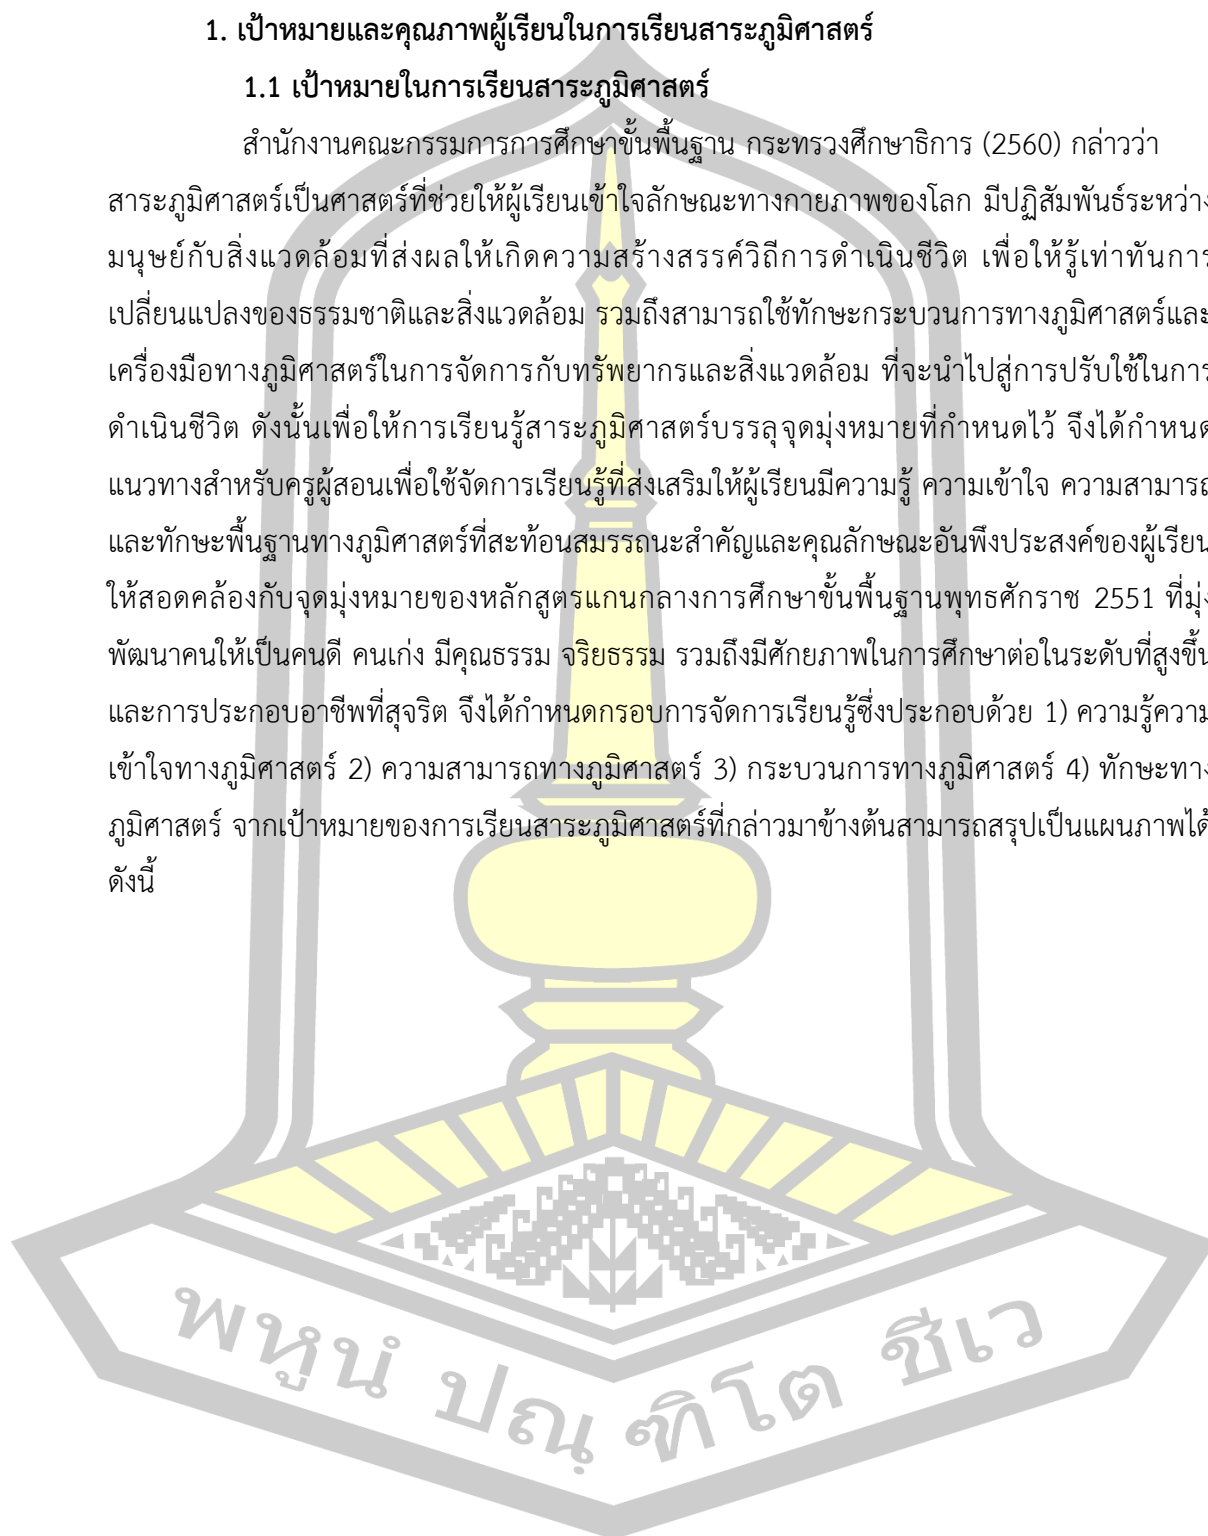 1. เป้าหมายและคุณภาพผู้เรียนในการเรียนสาระภูมิศาสตร์
1.1 เป้าหมายในการเรียนสาระภูมิศาสตร์
สำนักงานคณะกรรมการการศึกษาขั้นพื้นฐาน กระทรวงศึกษาธิการ (2560) กล่าวว่า
สาระภูมิศาสตร์เป็นศาสตร์ที่ช่วยให้ผู้เรียนเข้าใจลักษณะทางกายภาพของโลก มีปฏิสัมพันธ์ระหว่าง
มนุษย์กับสิ่งแวดล้อมที่ส่งผลให้เกิดความสร้างสรรค์วิถีการดำเนินชีวิต เพื่อให้รู้เท่าทันการ
เปลี่ยนแปลงของธรรมชาติและสิ่งแวดล้อม รวมถึงสามารถใช้ทักษะกระบวนการทางภูมิศาสตร์และ
เครื่องมือทางภูมิศาสตร์ในการจัดการกับทรัพยากรและสิ่งแวดล้อม ที่จะนำไปสู่การปรับใช้ในการ
ดำเนินชีวิต ดังนั้นเพื่อให้การเรียนรู้สาระภูมิศาสตร์บรรลุจุดมุ่งหมายที่กำหนดไว้ จึงได้กำหนด
แนวทางสำหรับครูผู้สอนเพื่อใช้จัดการเรียนรู้ที่ส่งเสริมให้ผู้เรียนมีความรู้ ความเข้าใจ ความสามารถ
และทักษะพื้นฐานทางภูมิศาสตร์ที่สะท้อนสมรรถนะสำคัญและคุณลักษณะอันพึงประสงค์ของผู้เรียน
ให้สอดคล้องกับจุดมุ่งหมายของหลักสูตรแกนกลางการศึกษาขั้นพื้นฐานพุทธศักราช 2551 ที่มุ่ง
พัฒนาคนให้เป็นคนดี คนเก่ง มีคุณธรรม จริยธรรม รวมถึงมีศักยภาพในการศึกษาต่อในระดับที่สูงขึ้น
และการประกอบอาชีพที่สุจริต จึงได้กำหนดกรอบการจัดการเรียนรู้ซึ่งประกอบด้วย 1) ความรู้ความ
เข้าใจทางภูมิศาสตร์ 2) ความสามารถทางภูมิศาสตร์ 3) กระบวนการทางภูมิศาสตร์ 4) ทักษะทาง
ภูมิศาสตร์ จากเป้าหมายของการเรียนสาระภูมิศาสตร์ที่กล่าวมาข้างต้นสามารถสรุปเป็นแผนภาพได้
ดังนี้
พหูนํ ปณฺฑิโต ชีเว